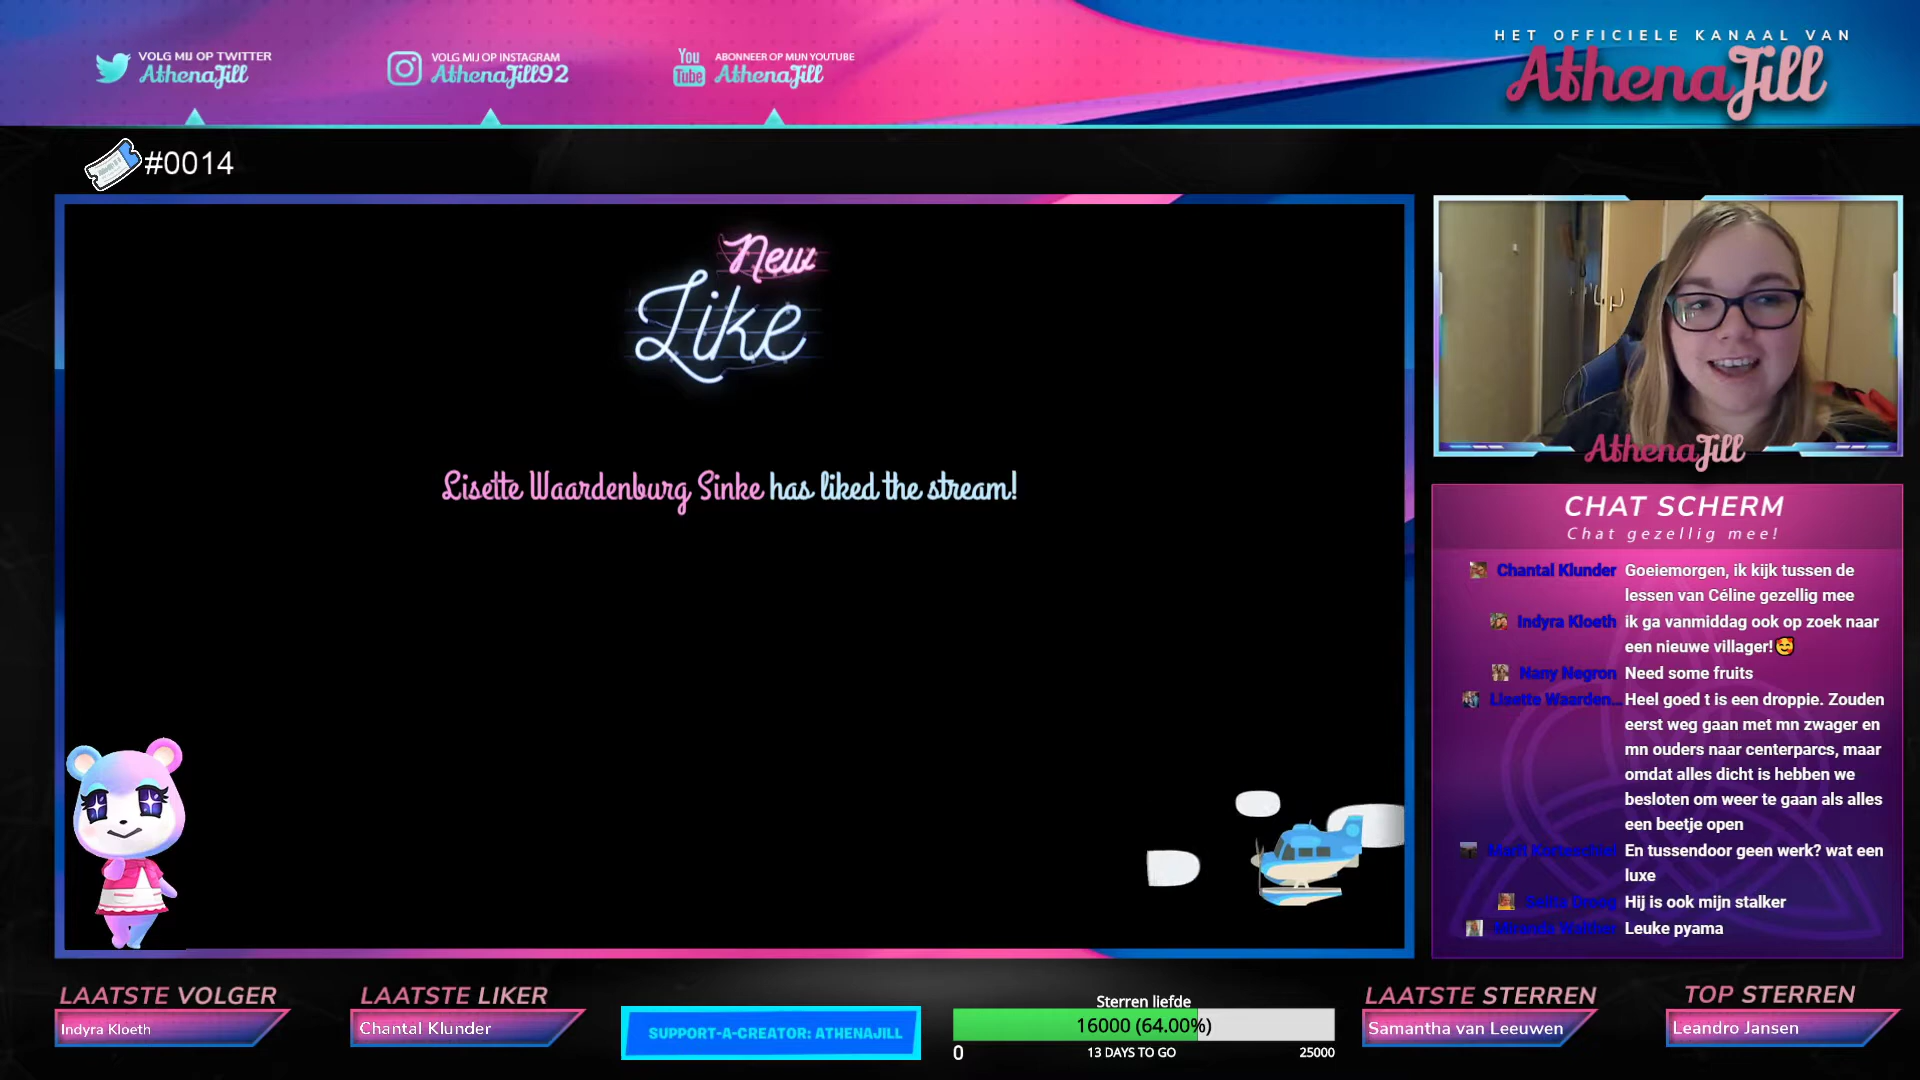 VOLG MIJ OP TWITTER
AthenaJill
VOLG MIJ OP INSTAGRAM
AthenaJill92
You
Tube
ABONNEER OP MIJN YOUTUBE
AthenaJill
HET OFFICIELE KANAAL VAN
AthenaJill
#0014
New
Like
Lisette Waardenburg Sinke has liked the stream!
AthenaJill
CHAT SCHERM
Chat gezellig mee!
Chantal Klunder Goeiemorgen, ik kijk tussen de
lessen van Céline gezellig mee
Indyra Kloeth ik ga vanmiddag ook op zoek naar
een nieuwe villager!🥰
Nany Negron Need some fruits
Lisette Waarden... Heel goed t is een droppie. Zouden
eerst weg gaan met mn zwager en
mn ouders naar centerparcs, maar
omdat alles dicht is hebben we
besloten om weer te gaan als alles
een beetje open
En tussendoor geen werk? wat een
luxe
Hij is ook mijn stalker
Leuke pyama
LAATSTE VOLGER
Indyra Kloeth
LAATSTE LIKER
Chantal Klunder
SUPPORT-A-CREATOR: ATHENAJILL
Sterren liefde
16000 (64.00%)
0
13 DAYS TO GO
25000
LAATSTE STERREN
Samantha van Leeuwen
TOP STERREN
Leandro Jansen